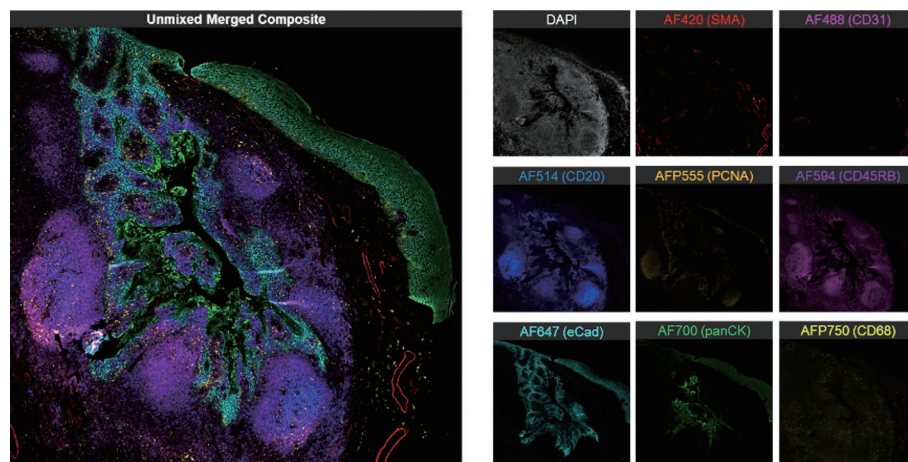 Unmixed Merged Composite
DAPI
AF420 (SMA)
AF488 (CD31)
AF514 (CD20)
AFP555 (PCNA)
AF594 (CD45RB)
AF647 (eCad)
AF700 (panCK)
AFP750 (CD68)